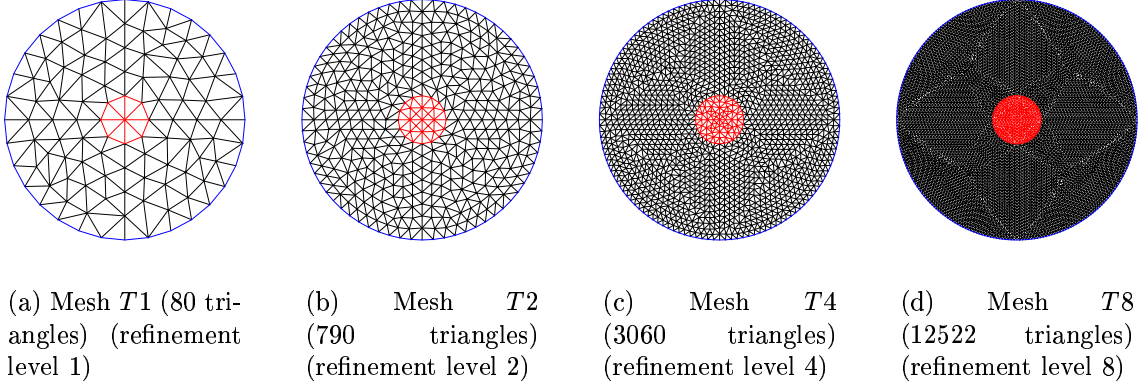 (a) Mesh T1 (80 tri-
angles) (refinement
level 1)
(b) Mesh T2
(790 triangles)
(refinement level 2)
(c) Mesh T4
(3060 triangles)
(refinement level 4)
(d) Mesh T8
(12522 triangles)
(refinement level 8)